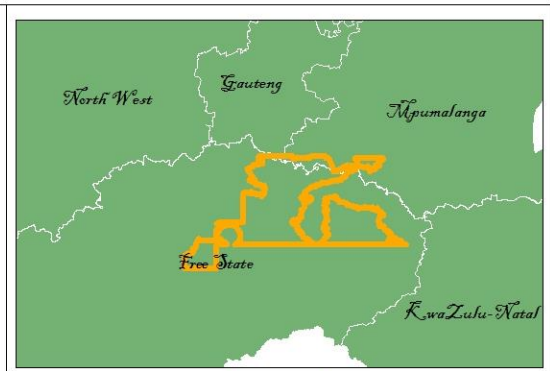 North West
Gauteng
Mpumalanga
Free State
KwaZulu-Natal